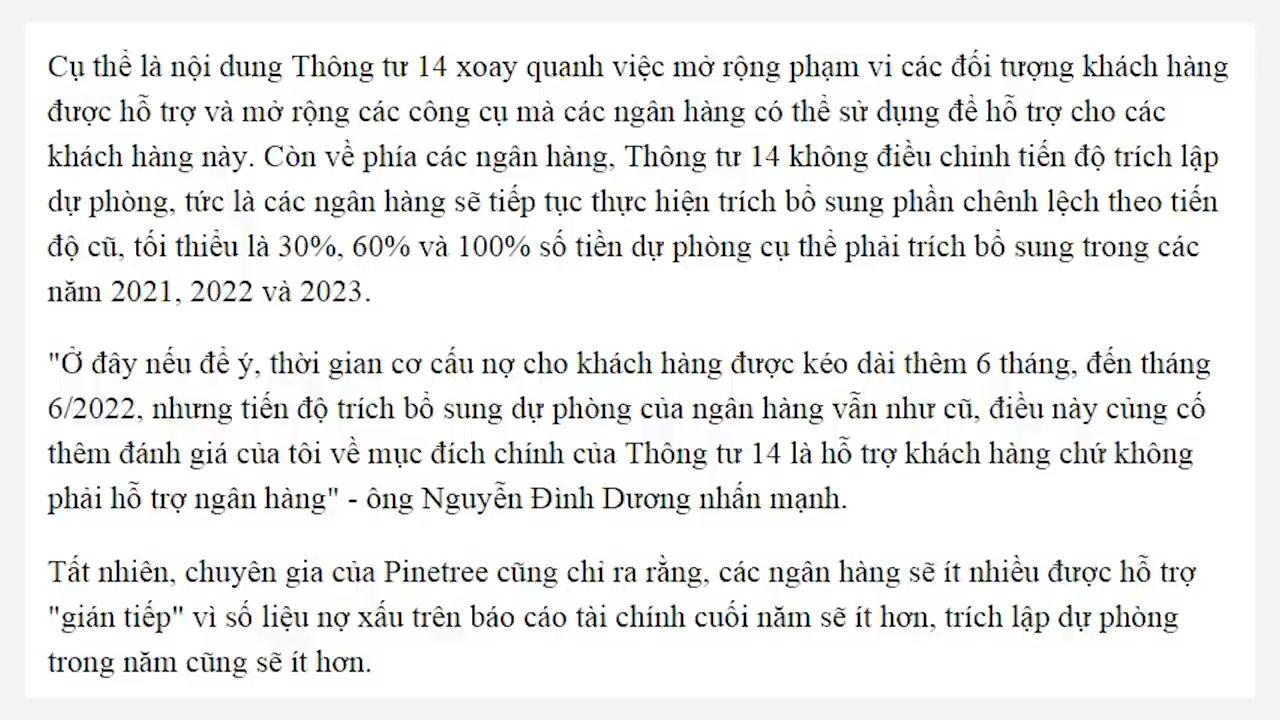 Cụ thể là nội dung Thông tư 14 xoay quanh việc mở rộng phạm vi các đối tượng khách hàng
được hỗ trợ và mở rộng các công cụ mà các ngân hàng có thể sử dụng để hỗ trợ cho các
khách hàng này. Còn về phía các ngân hàng, Thông tư 14 không điều chỉnh tiến độ trích lập
dự phòng, tức là các ngân hàng sẽ tiếp tục thực hiện trích bổ sung phần chênh lệch theo tiến
độ cũ, tối thiểu là 30%, 60% và 100% số tiền dự phòng cụ thể phải trích bổ sung trong các
năm 2021, 2022 và 2023.
"Ở đây nếu để ý, thời gian cơ cấu nợ cho khách hàng được kéo dài thêm 6 tháng, đến tháng
6/2022, nhưng tiến độ trích bổ sung dự phòng của ngân hàng vẫn như cũ, điều này củng cố
thêm đánh giá của tôi về mục đích chính của Thông tư 14 là hỗ trợ khách hàng chứ không
phải hỗ trợ ngân hàng" - ông Nguyễn Đình Dương nhấn mạnh.
Tất nhiên, chuyên gia của Pinetree cũng chỉ ra rằng, các ngân hàng sẽ ít nhiều được hỗ trợ
"gián tiếp" vì số liệu nợ xấu trên báo cáo tài chính cuối năm sẽ ít hơn, trích lập dự phòng
trong năm cũng sẽ ít hơn.